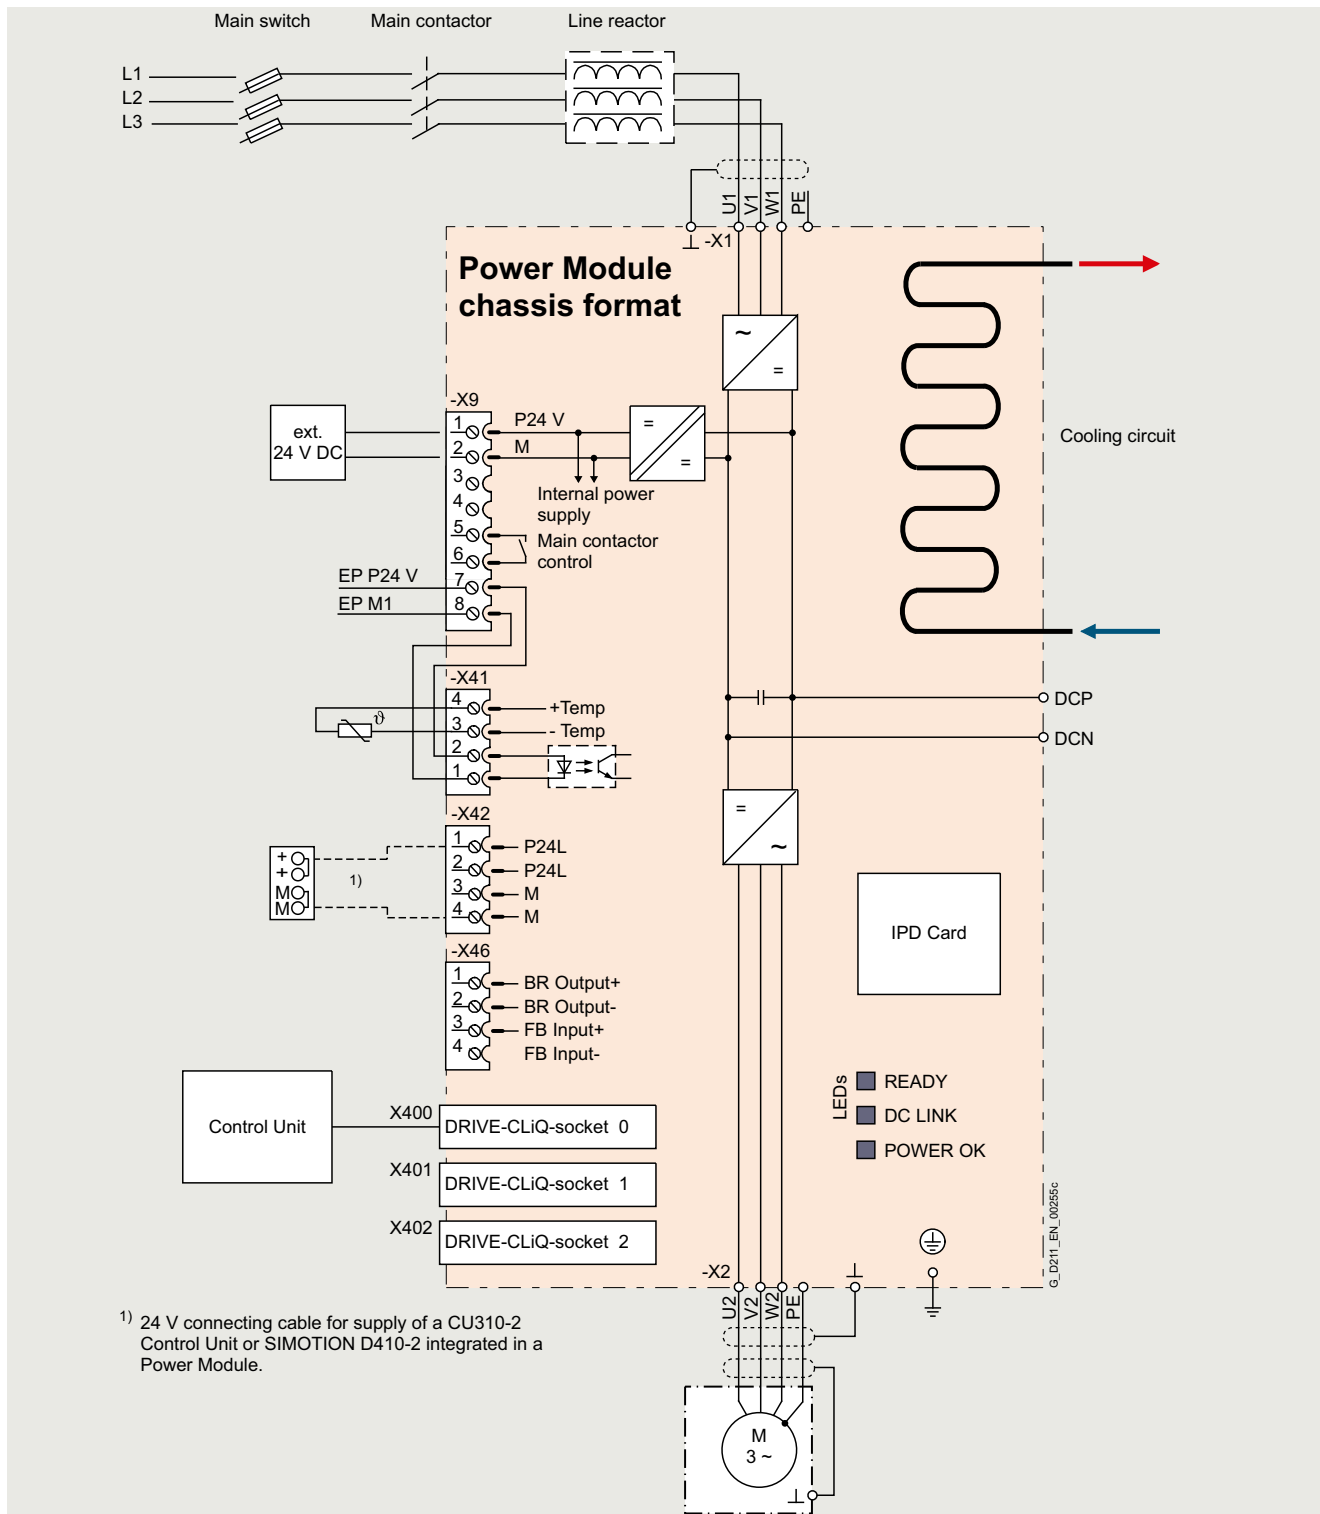 Main switch Main contactor Line reactor
L1
L2
L3
U1 V1 W1 PE
-X1
Power Module
chassis format
~
=
-X9
ext.
24 V DC
1 P24 V
2 M
3
4
5
6
7
8
=
=
Internal power
supply
Main contactor
control
EP P24 V
EP M1
Cooling circuit
-X41
4 +Temp
3 - Temp
2
1
ϑ
DCP
DCN
-X42
1 P24L
2 P24L
3 M
4 M
+
+
M
M
1)
=
~
IPD Card
-X46
1 BR Output+
2 BR Output-
3 FB Input+
4 FB Input-
LEDs
READY
DC LINK
POWER OK
Control Unit
X400 DRIVE-CLiQ-socket 0
X401 DRIVE-CLiQ-socket 1
X402 DRIVE-CLiQ-socket 2
G_D211_EN_00255c
-X2
U2 V2 W2 PE
1) 24 V connecting cable for supply of a CU310-2
Control Unit or SIMOTION D410-2 integrated in a
Power Module.
M
3 ~